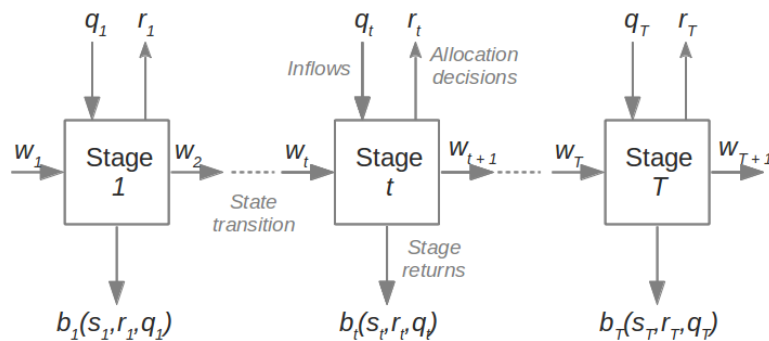 q1 r1 qt rt qT rT
Inflows Allocation
decisions
w1 Stage w2 wt Stage wt+1 wT Stage wT+1
1 t T
State
transition
Stage
returns
b1(s1,r1,q1) bt(st,rt,qt) bT(sT,rT,qT)